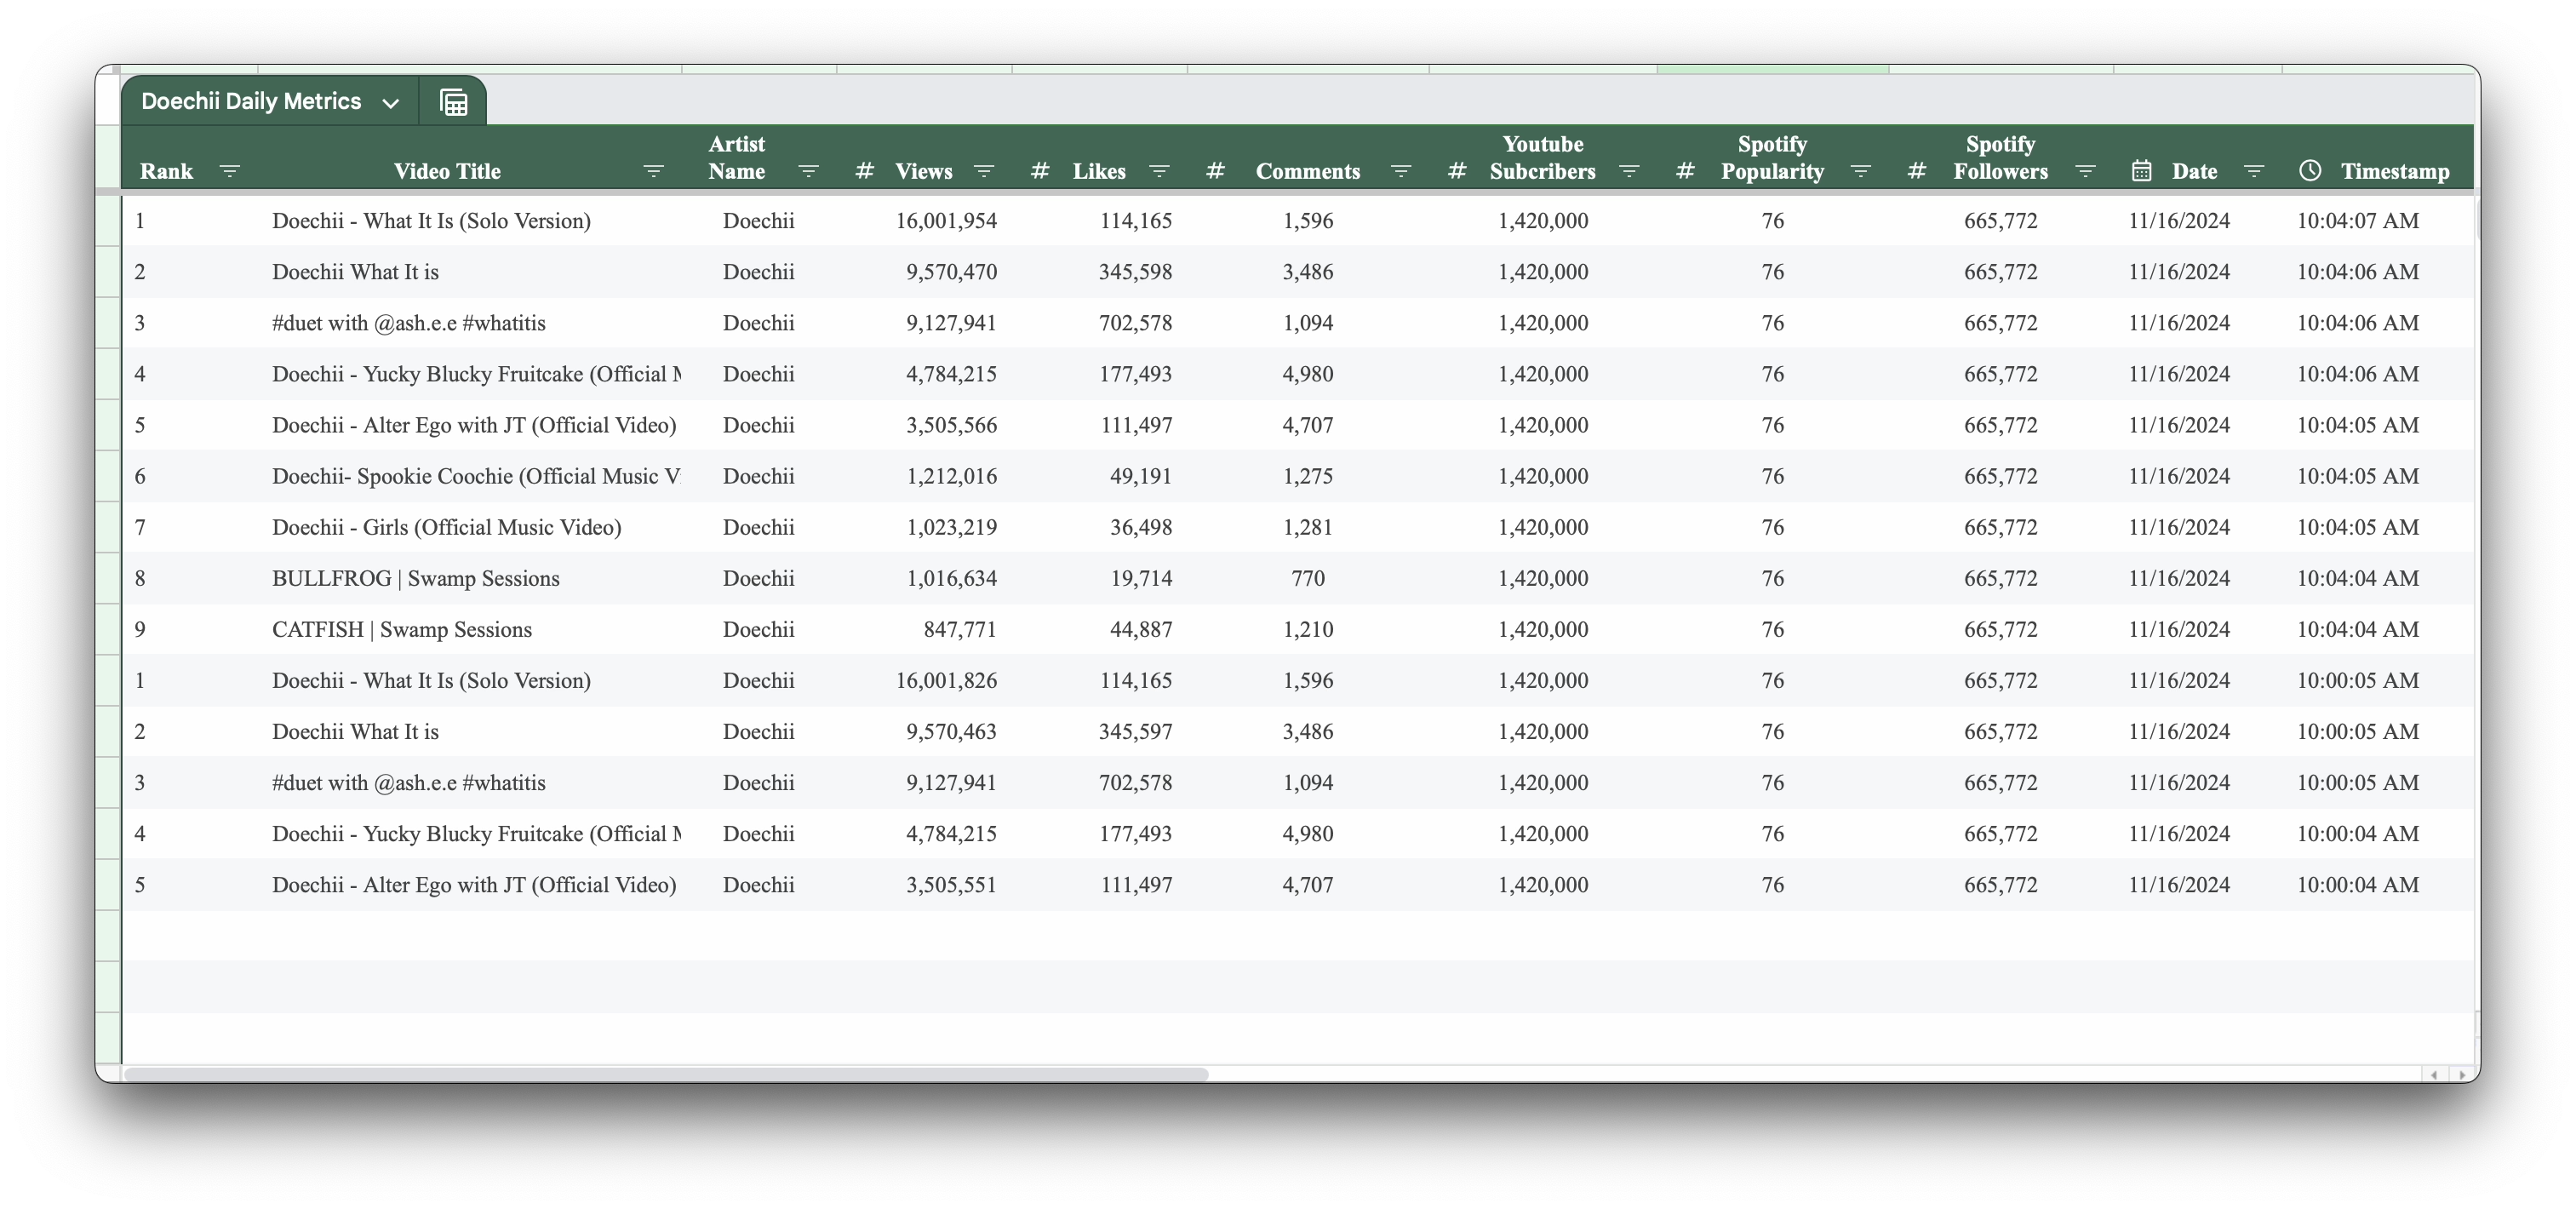 Doechii Daily Metrics
Rank Video Title Artist Name # Views # Likes # Comments # Youtube Subcribers # Spotify Popularity # Spotify Followers Date Timestamp
1 Doechii - What It Is (Solo Version) Doechii 16,001,954 114,165 1,596 1,420,000 76 665,772 11/16/2024 10:04:07 AM
2 Doechii What It is Doechii 9,570,470 345,598 3,486 1,420,000 76 665,772 11/16/2024 10:04:06 AM
3 #duet with @ash.e.e #whatitis Doechii 9,127,941 702,578 1,094 1,420,000 76 665,772 11/16/2024 10:04:06 AM
4 Doechii - Yucky Blucky Fruitcake (Official Doechii 4,784,215 177,493 4,980 1,420,000 76 665,772 11/16/2024 10:04:06 AM
5 Doechii - Alter Ego with JT (Official Video) Doechii 3,505,566 111,497 4,707 1,420,000 76 665,772 11/16/2024 10:04:05 AM
6 Doechii- Spookie Coochie (Official Music V Doechii 1,212,016 49,191 1,275 1,420,000 76 665,772 11/16/2024 10:04:05 AM
7 Doechii - Girls (Official Music Video) Doechii 1,023,219 36,498 1,281 1,420,000 76 665,772 11/16/2024 10:04:05 AM
8 BULLFROG | Swamp Sessions Doechii 1,016,634 19,714 770 1,420,000 76 665,772 11/16/2024 10:04:04 AM
9 CATFISH | Swamp Sessions Doechii 847,771 44,887 1,210 1,420,000 76 665,772 11/16/2024 10:04:04 AM
1 Doechii - What It Is (Solo Version) Doechii 16,001,826 114,165 1,596 1,420,000 76 665,772 11/16/2024 10:00:05 AM
2 Doechii What It is Doechii 9,570,463 345,597 3,486 1,420,000 76 665,772 11/16/2024 10:00:05 AM
3 #duet with @ash.e.e #whatitis Doechii 9,127,941 702,578 1,094 1,420,000 76 665,772 11/16/2024 10:00:05 AM
4 Doechii - Yucky Blucky Fruitcake (Official Doechii 4,784,215 177,493 4,980 1,420,000 76 665,772 11/16/2024 10:00:04 AM
5 Doechii - Alter Ego with JT (Official Video) Doechii 3,505,551 111,497 4,707 1,420,000 76 665,772 11/16/2024 10:00:04 AM